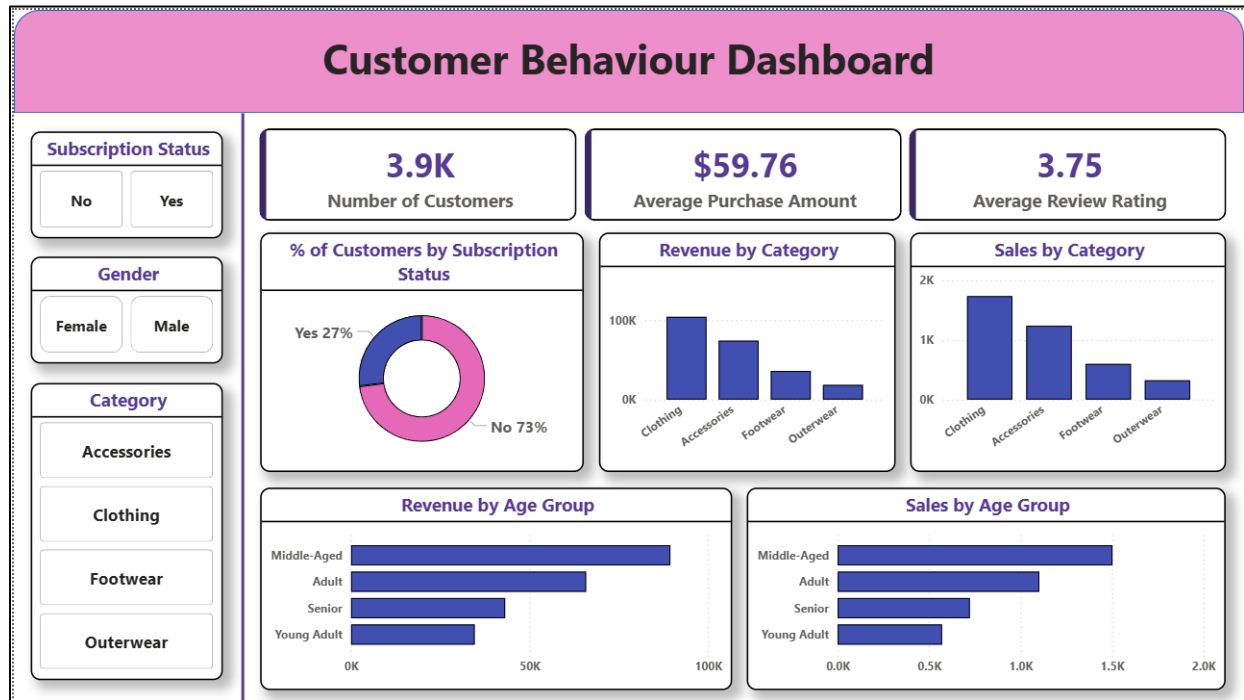 Customer Behaviour Dashboard
Subscription Status
No
Yes
Gender
Female
Male
Category
Accessories
Clothing
Footwear
Outerwear
3.9K
Number of Customers
$59.76
Average Purchase Amount
3.75
Average Review Rating
% of Customers by Subscription
Status
Yes 27%
No 73%
Revenue by Category
100K
0K
Clothing
Accessories
Footwear
Outerwear
Sales by Category
2K
1K
0K
Clothing
Accessories
Footwear
Outerwear
Revenue by Age Group
Middle-Aged
Adult
Senior
Young Adult
0K
50K
100K
Sales by Age Group
Middle-Aged
Adult
Senior
Young Adult
0.0K
0.5K
1.0K
1.5K
2.0K